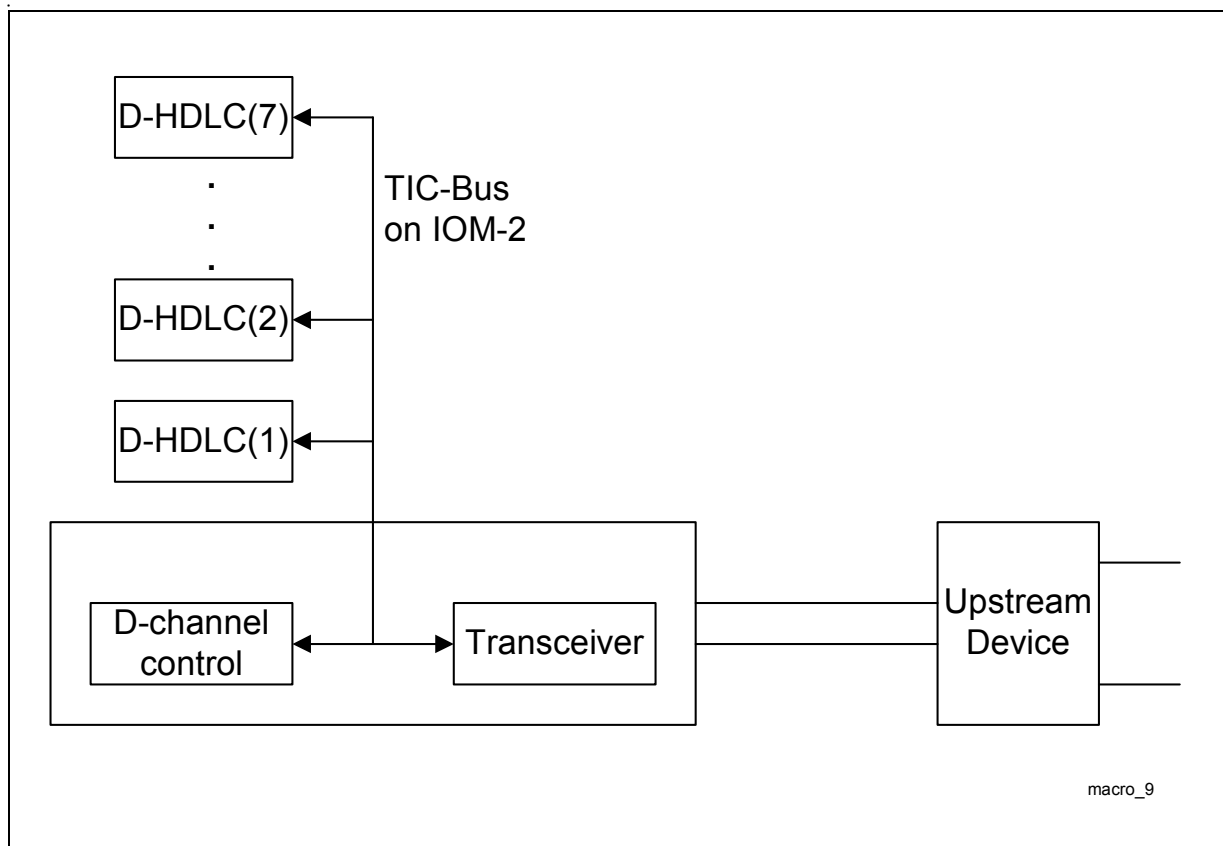 D-HDLC(7)
.
.
.
TIC-Bus
on IOM-2
D-HDLC(2)
D-HDLC(1)
D-channel
control
Transceiver
Upstream
Device
macro_9